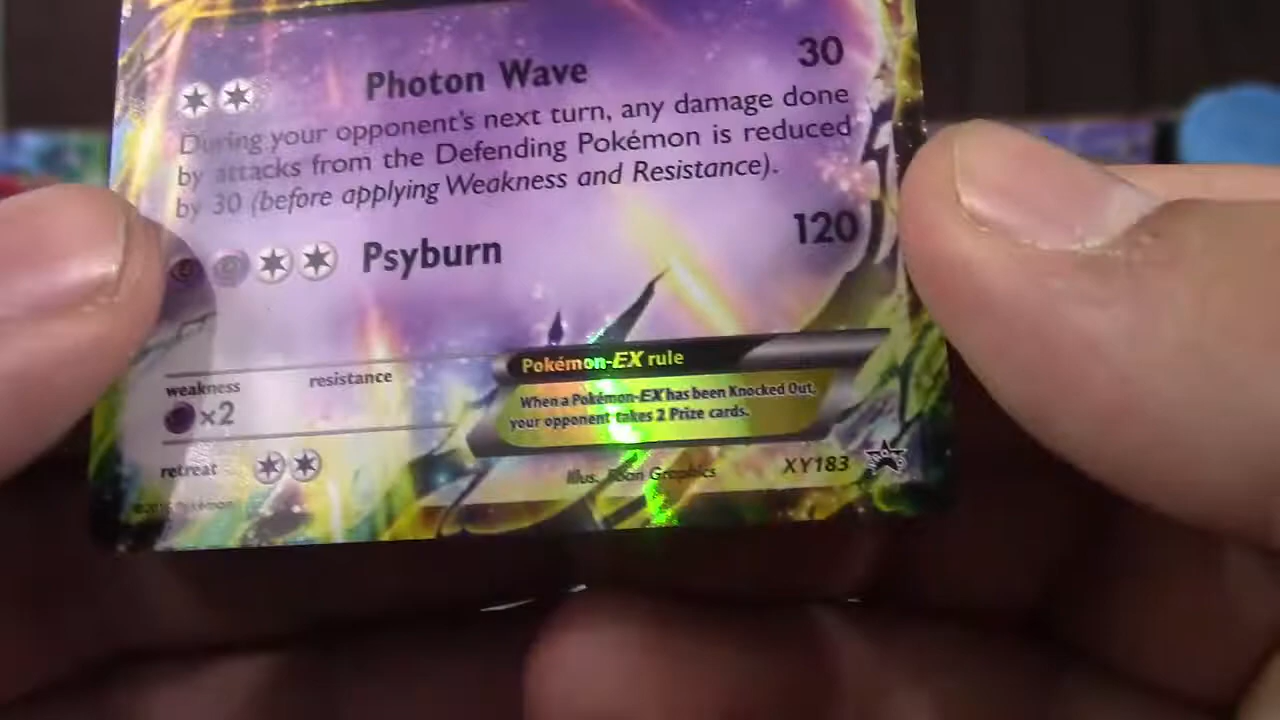 Photon Wave 30
During your opponent's next turn, any damage done
by attacks from the Defending Pokémon is reduced
by 30 (before applying Weakness and Resistance).
Psyburn 120
weakness resistance
×2
Pokémon-EX rule
When a Pokémon-EX has been Knocked Out,
your opponent takes 2 Prize cards.
retreat
Illus. Graphics XY183
Pokémon